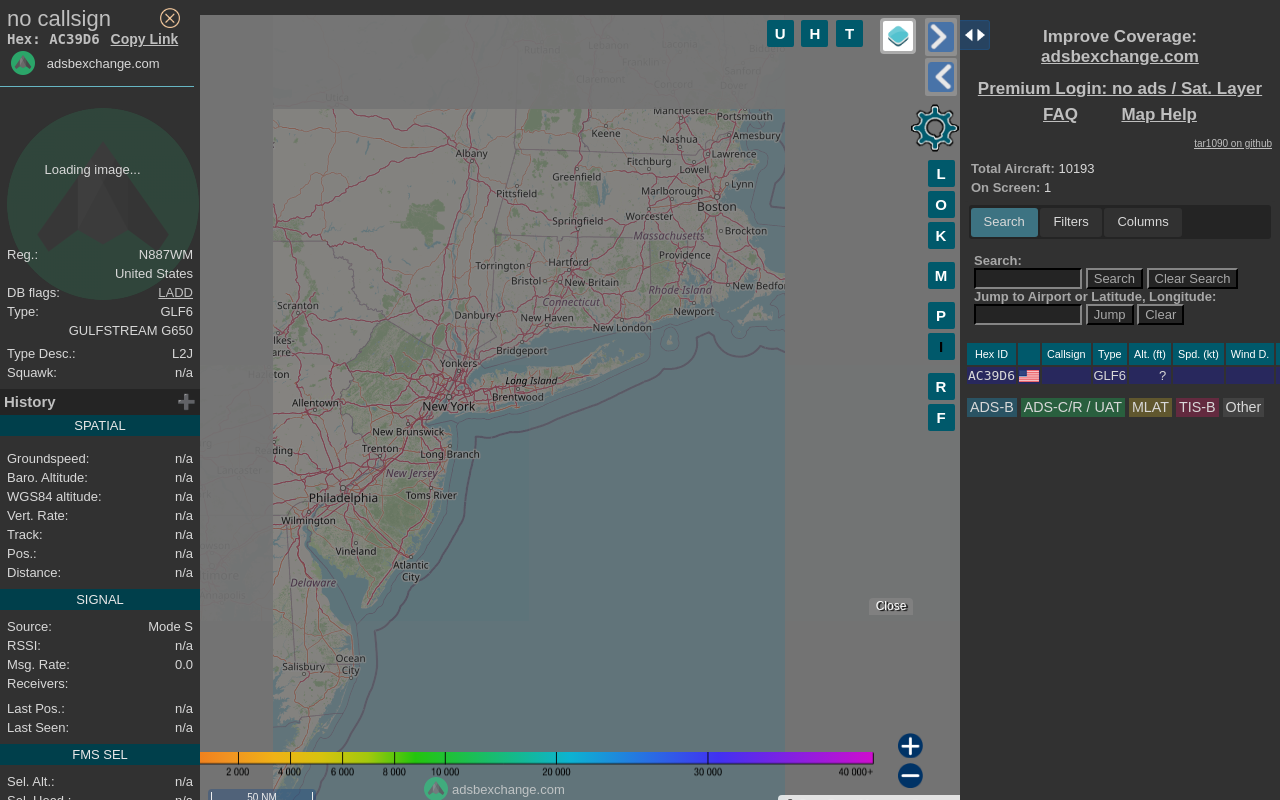 no callsign
Hex: AC39D6 Copy Link
adsbexchange.com
Loading image...
Reg.: N887WM
United States
DB flags: LADD
Type: GLF6
GULFSTREAM G650
Type Desc.: L2J
Squawk: n/a
History
SPATIAL
Groundspeed: n/a
Baro. Altitude: n/a
WGS84 altitude: n/a
Vert. Rate: n/a
Track: n/a
Pos.: n/a
Distance: n/a
SIGNAL
Source: Mode S
RSSI: n/a
Msg. Rate: 0.0
Receivers:
Last Pos.: n/a
Last Seen: n/a
FMS SEL
Sel. Alt.: n/a
Sel. Head.: n/a
U H T
L
O
K
M
P
I
R
F
Manchester
Portsmouth
Keene
Nashua
Amesbury
Albany
Fitchburg
Lawrence
Greenfield
Lowell
Pittsfield
Marlborough
Lynn
Springfield
Worcester
Boston
Massachusetts
Brockton
Torrington
Hartford
Providence
Bristol
New Britain
Rhode Island
New Bedfor
Scranton
Connecticut
Danbury
New Haven
Newport
New London
Bridgeport
Yonkers
Long Island
Allentown
New York
Brentwood
New Brunswick
Trenton
Long Branch
New Jersey
Philadelphia
Toms River
Wilmington
Vineland
Atlantic
City
Delaware
Salisbury
Ocean
City
Close
2 000 4 000 6 000 8 000 10 000 20 000 30 000 40 000+
adsbexchange.com
50 NM
Improve Coverage:
adsbexchange.com
Premium Login: no ads / Sat. Layer
FAQ Map Help
tar1090 on github
Total Aircraft: 10193
On Screen: 1
Search Filters Columns
Search:
Search Clear Search
Jump to Airport or Latitude, Longitude:
Jump Clear
Hex ID Callsign Type Alt. (ft) Spd. (kt) Wind D.
AC39D6 GLF6 ?
ADS-B ADS-C/R / UAT MLAT TIS-B Other